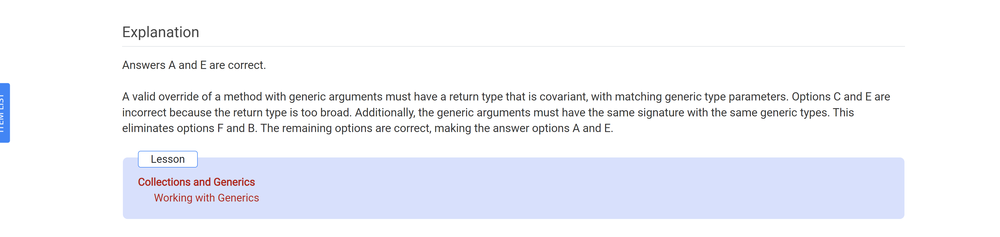 Explanation
Answers A and E are correct.
A valid override of a method with generic arguments must have a return type that is covariant, with matching generic type parameters. Options C and E are
incorrect because the return type is too broad. Additionally, the generic arguments must have the same signature with the same generic types. This
eliminates options F and B. The remaining options are correct, making the answer options A and E.
ITEM LIST
Lesson
Collections and Generics
Working with Generics